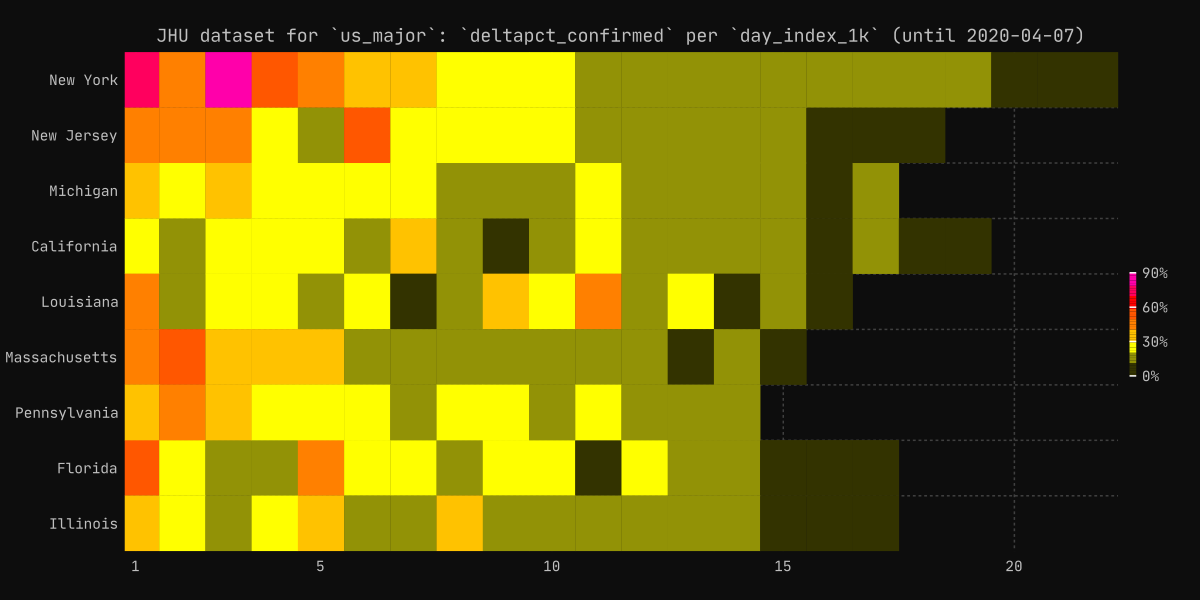 JHU dataset for `us_major`: `deltapct_confirmed` per `day_index_1k` (until 2020-04-07)
New York
New Jersey
Michigan
California
Louisiana
Massachusetts
Pennsylvania
Florida
Illinois
90%
60%
30%
0%
1 5 10 15 20